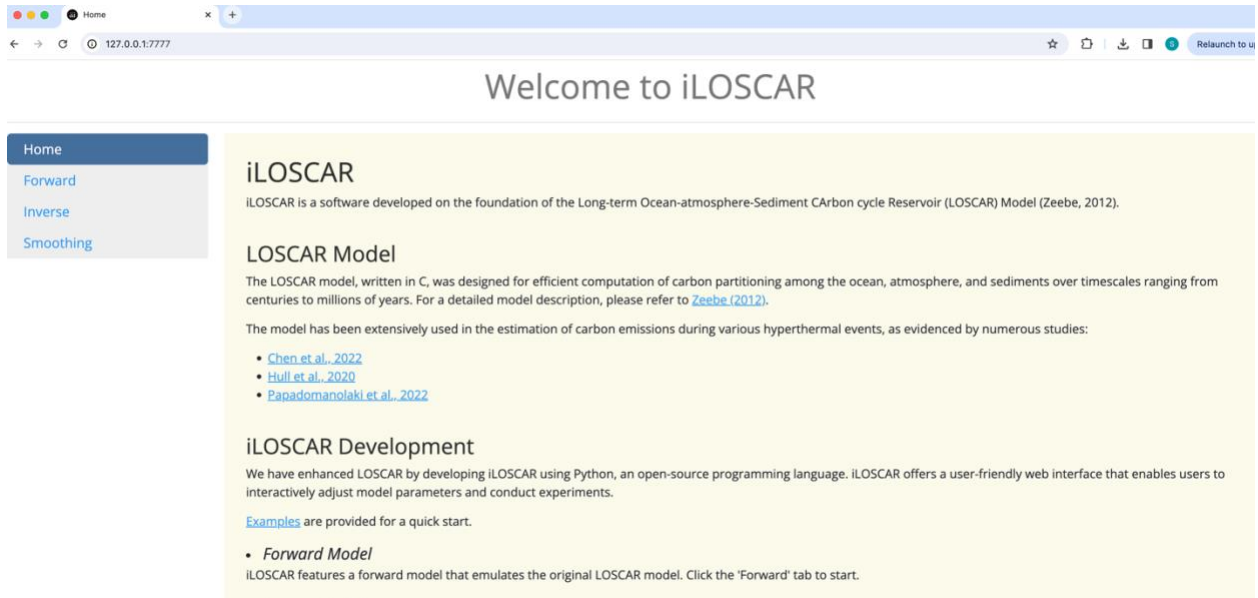 Home
127.0.0.1:7777
Relaunch to
Welcome to iLOSCAR
Home
Forward
Inverse
Smoothing
iLOSCAR
iLOSCAR is a software developed on the foundation of the Long-term Ocean-atmosphere-Sediment CArbon cycle Reservoir (LOSCAR) Model (Zeebe, 2012).
LOSCAR Model
The LOSCAR model, written in C, was designed for efficient computation of carbon partitioning among the ocean, atmosphere, and sediments over timescales ranging from
centuries to millions of years. For a detailed model description, please refer to Zeebe (2012).
The model has been extensively used in the estimation of carbon emissions during various hyperthermal events, as evidenced by numerous studies:
• Chen et al., 2022
• Hull et al., 2020
• Papadomanolaki et al., 2022
iLOSCAR Development
We have enhanced LOSCAR by developing iLOSCAR using Python, an open-source programming language. iLOSCAR offers a user-friendly web interface that enables users to
interactively adjust model parameters and conduct experiments.
Examples are provided for a quick start.
• Forward Model
iLOSCAR features a forward model that emulates the original LOSCAR model. Click the 'Forward' tab to start.